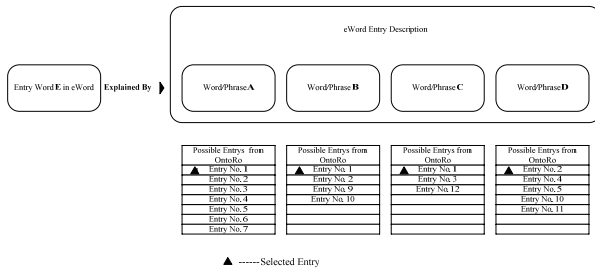 eWord Entry Description
Entry Word E in eWord
Explained By
Word/Phrase A
Word/Phrase B
Word/Phrase C
Word/Phrase D
Possible Entrys from
OntoRo
Entry No. 1
Entry No. 2
Entry No. 3
Entry No. 4
Entry No. 5
Entry No. 6
Entry No. 7
Possible Entrys from
OntoRo
Entry No. 1
Entry No. 2
Entry No. 9
Entry No. 10
Possible Entrys from
OntoRo
Entry No. 1
Entry No. 3
Entry No. 12
Possible Entrys from
OntoRo
Entry No. 2
Entry No. 4
Entry No. 5
Entry No. 10
Entry No. 11
------Selected Entry